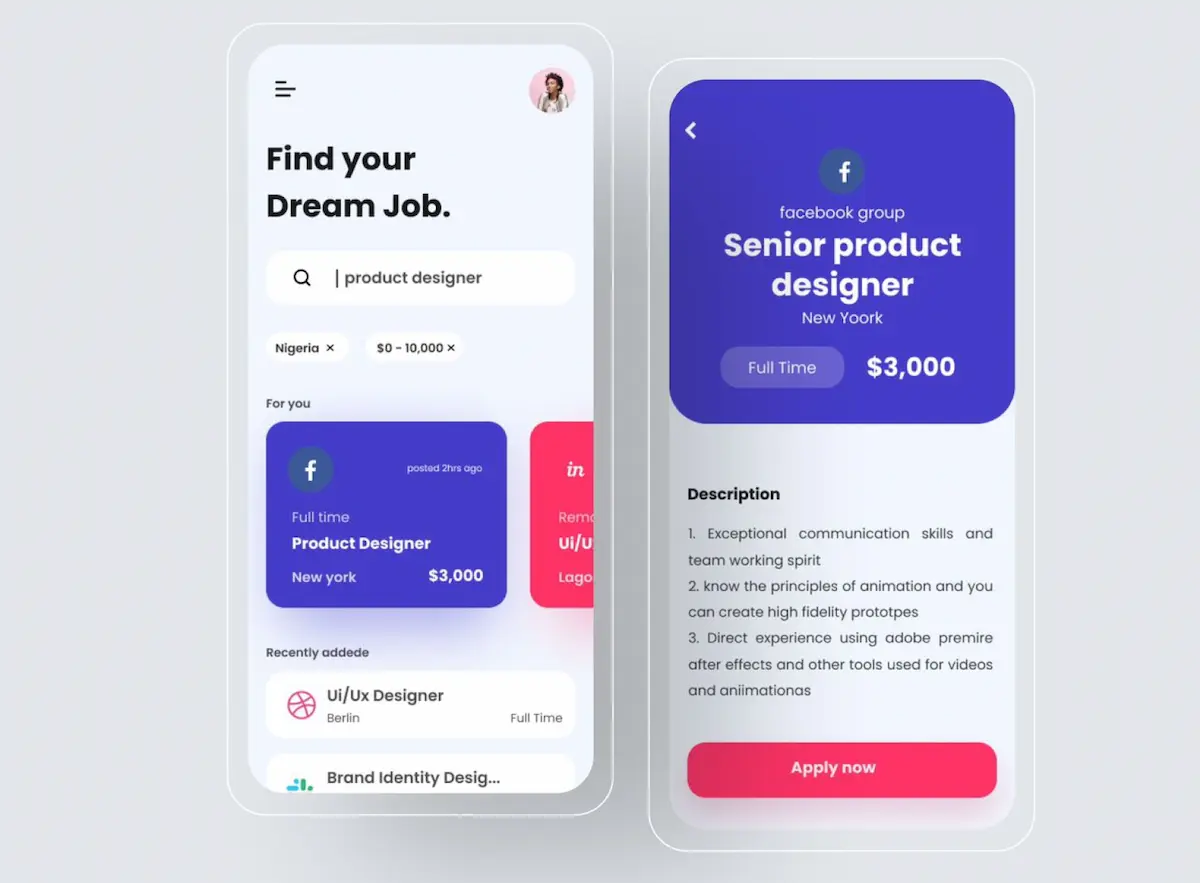 Find your
Dream Job.
| product designer
Nigeria ×
$0 - 10,000 ×
For you
f
posted 2hrs ago
Full time
Product Designer
New york
$3,000
in
Remo
Ui/U
Lago
Recently addede
Ui/Ux Designer
Berlin
Full Time
Brand Identity Desig...
f
facebook group
Senior product
designer
New Yoork
Full Time
$3,000
Description
1. Exceptional communication skills and
team working spirit
2. know the principles of animation and you
can create high fidelity prototpes
3. Direct experience using adobe premire
after effects and other tools used for videos
and aniimationas
Apply now